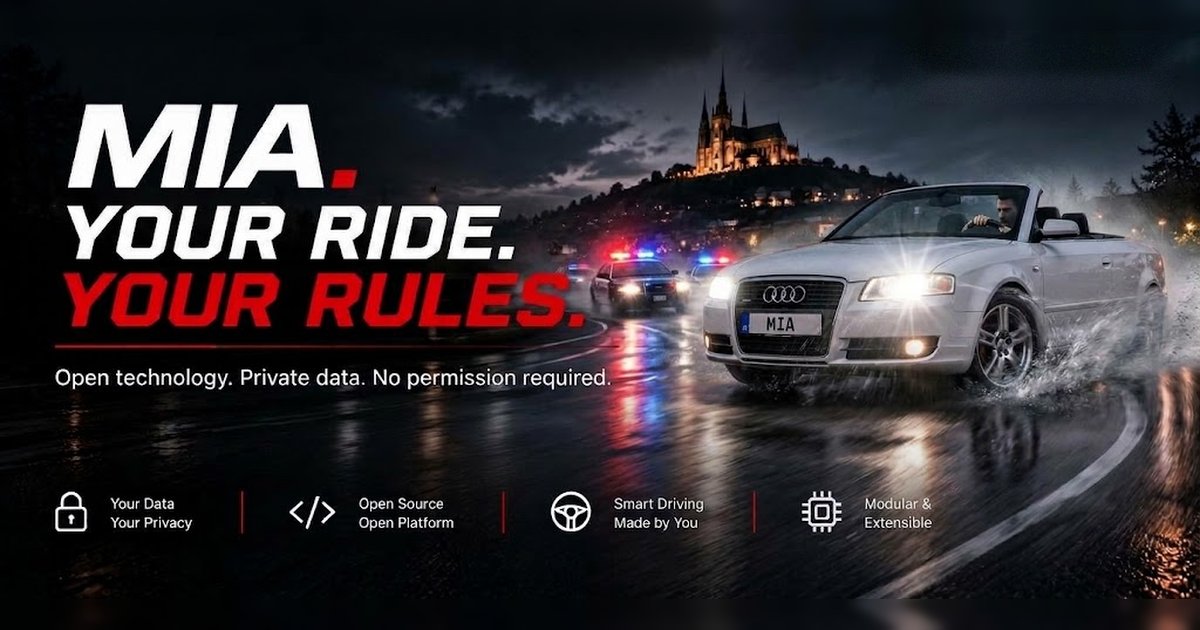 MIA.
YOUR RIDE.
YOUR RULES.
Open technology. Private data. No permission required.
MIA
Your Data
Your Privacy
</>
Open Source
Open Platform
Smart Driving
Made by You
Modular &
Extensible